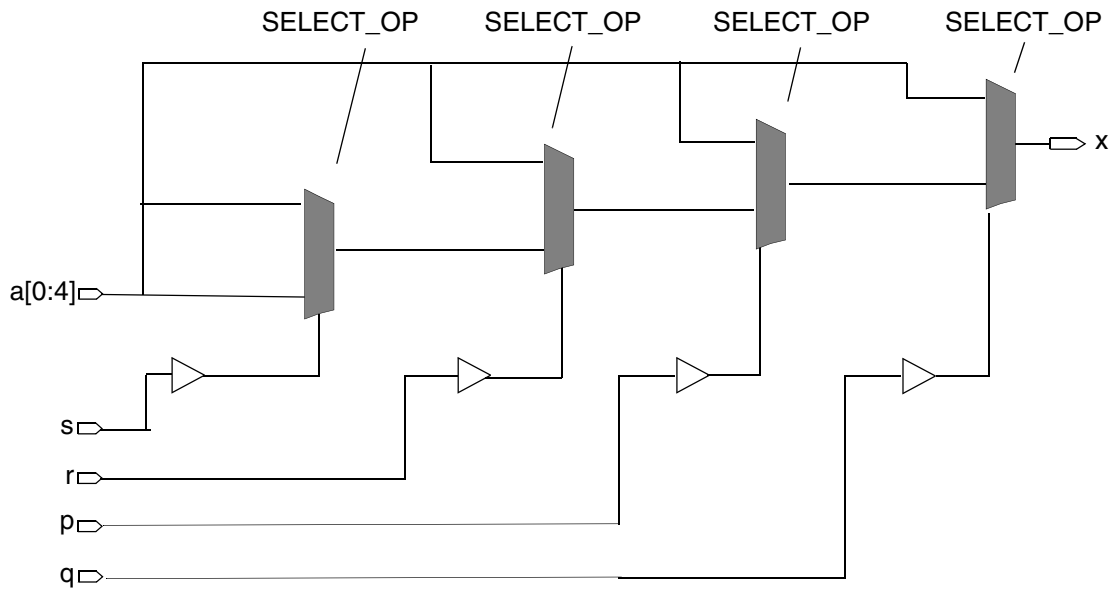 SELECT_OP
SELECT_OP
SELECT_OP
SELECT_OP
x
a[0:4]
s
r
p
q